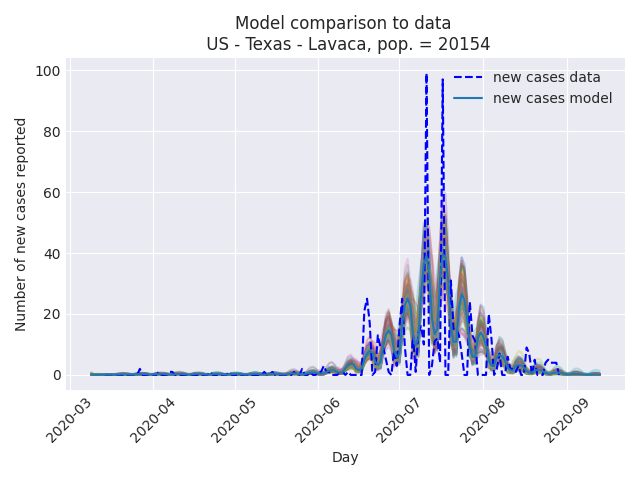 Model comparison to data
US - Texas - Lavaca, pop. = 20154
new cases data
new cases model
Number of new cases reported
100
80
60
40
20
0
2020-03
2020-04
2020-05
2020-06
2020-07
2020-08
2020-09
Day